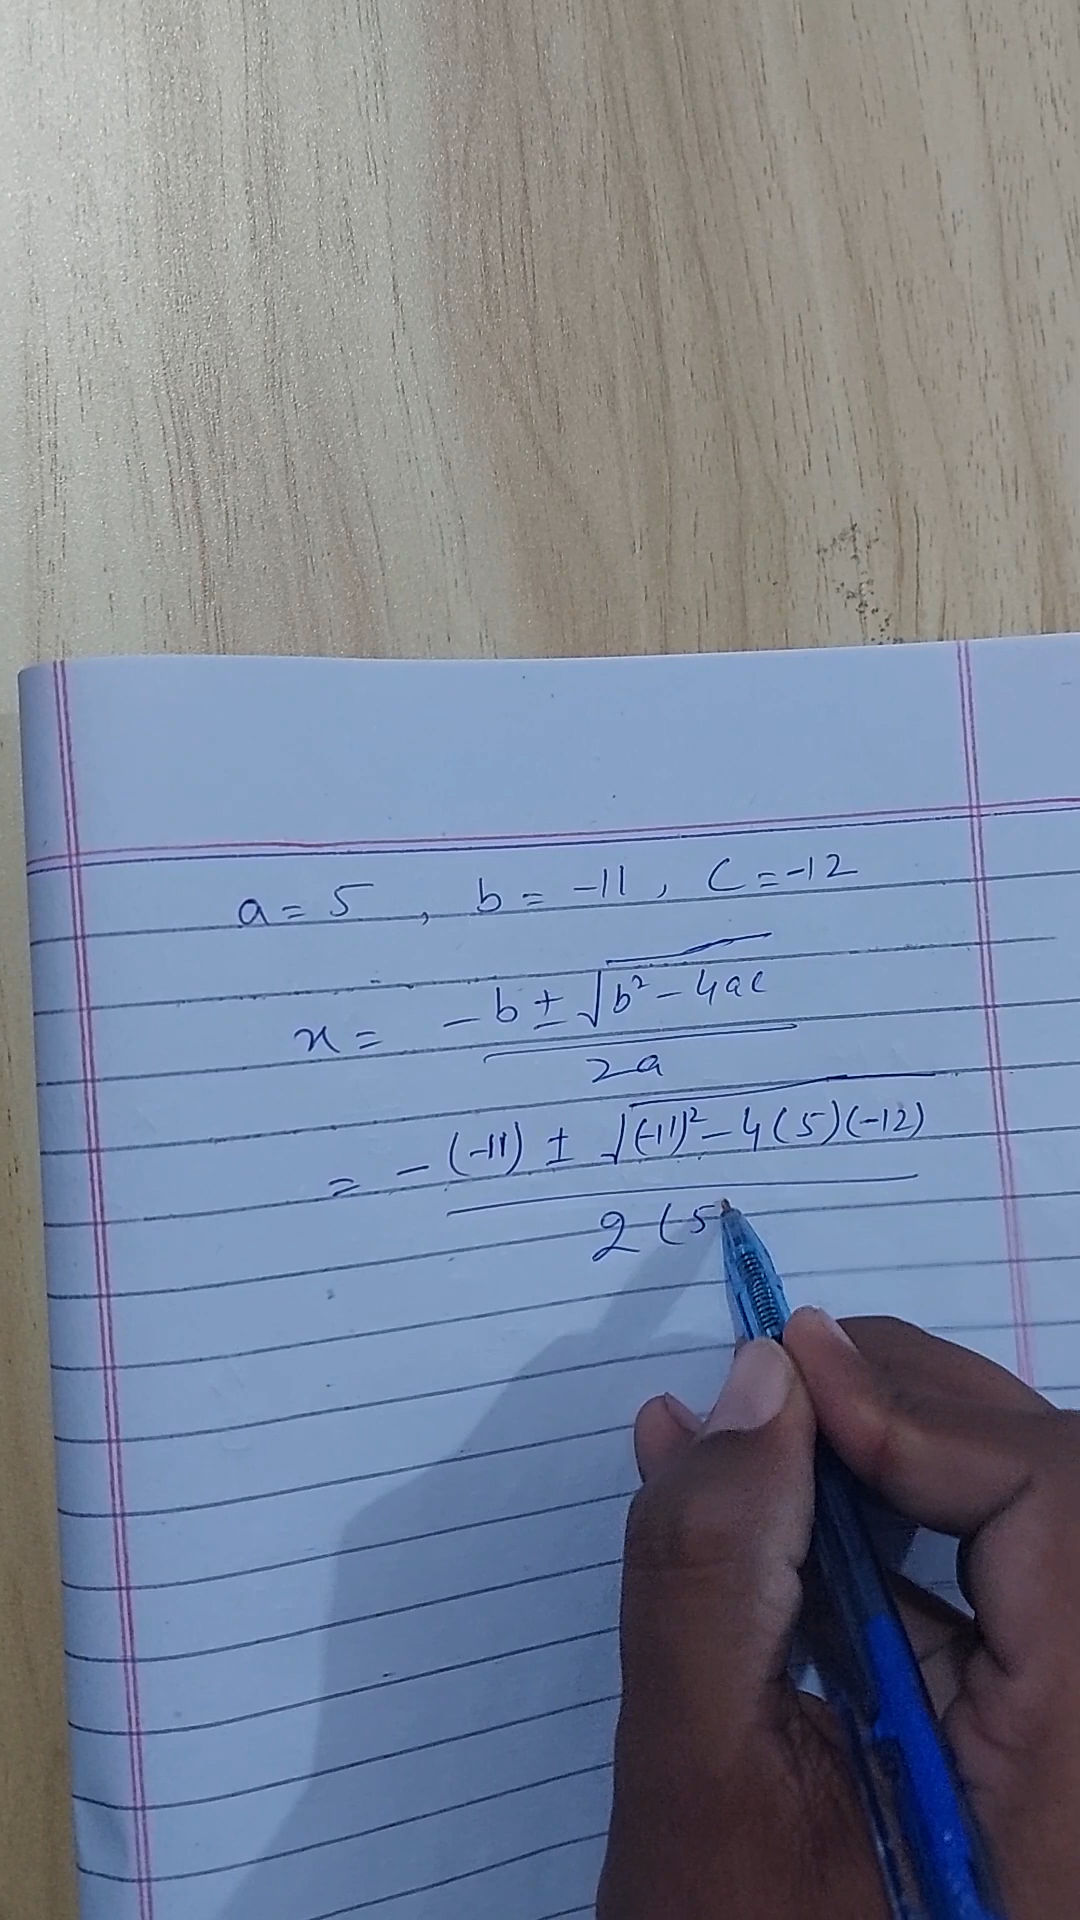 a = 5 , b = -11 , C = -12
x = -b ± √b² - 4ac / 2a
= -(-11) ± √(-11)² - 4(5)(-12) / 2(5